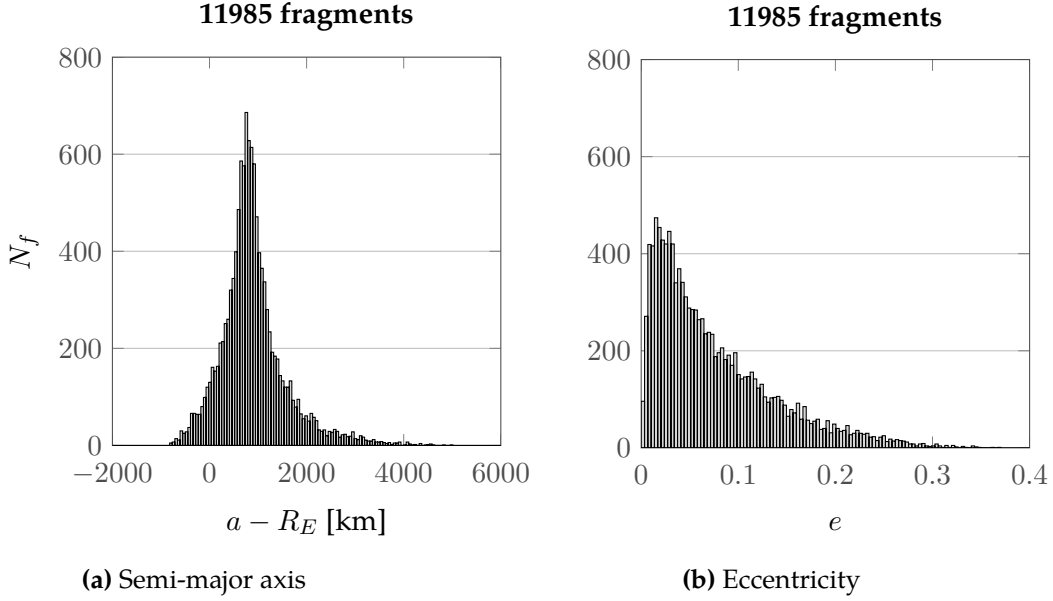 11985 fragments
800
600
400
200
0
−2000
0
2000
4000
6000
N_f
a − R_E [km]
(a) Semi-major axis
11985 fragments
800
600
400
200
0
0
0.1
0.2
0.3
0.4
e
(b) Eccentricity